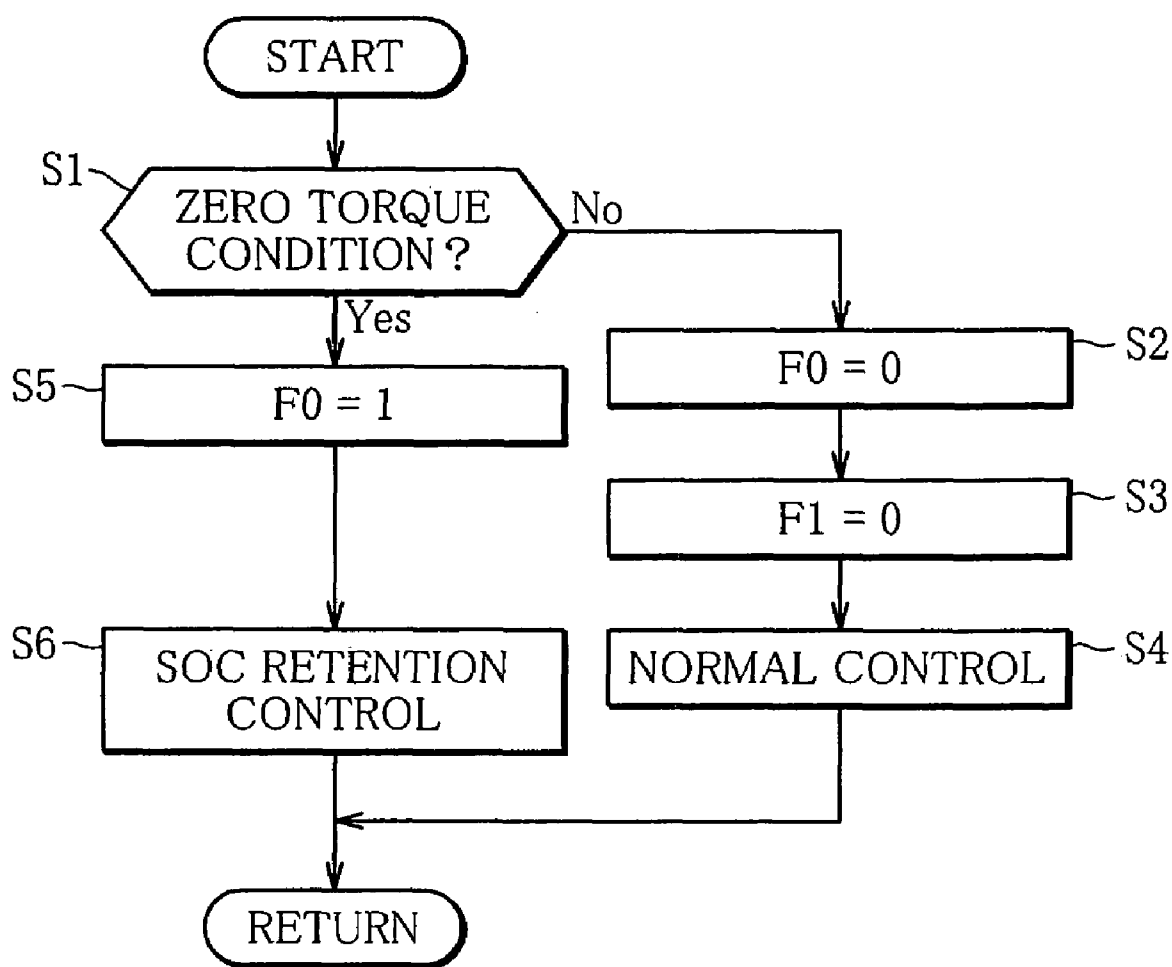 START
S1
ZERO TORQUE
CONDITION?
No
Yes
S5
F0 = 1
F0 = 0
S2
F1 = 0
S3
S6
SOC RETENTION
CONTROL
NORMAL CONTROL
S4
RETURN